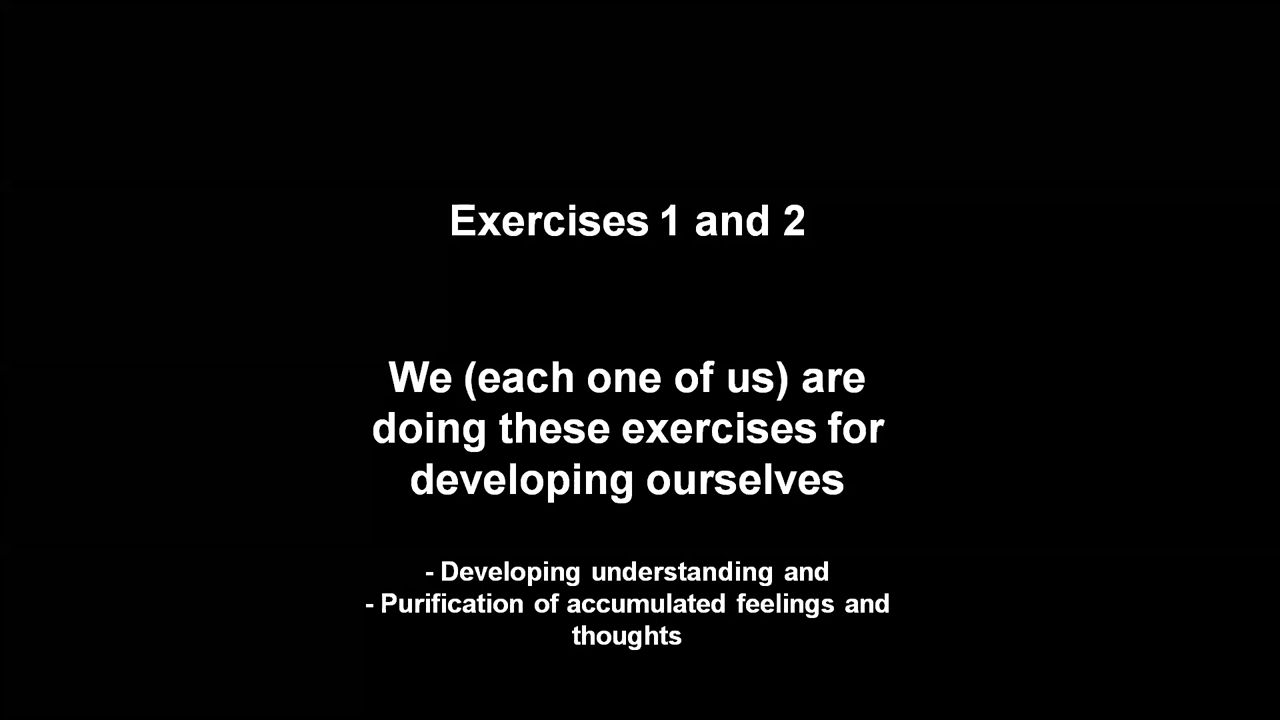 Exercises 1 and 2
We (each one of us) are
doing these exercises for
developing ourselves
- Developing understanding and
- Purification of accumulated feelings and
thoughts